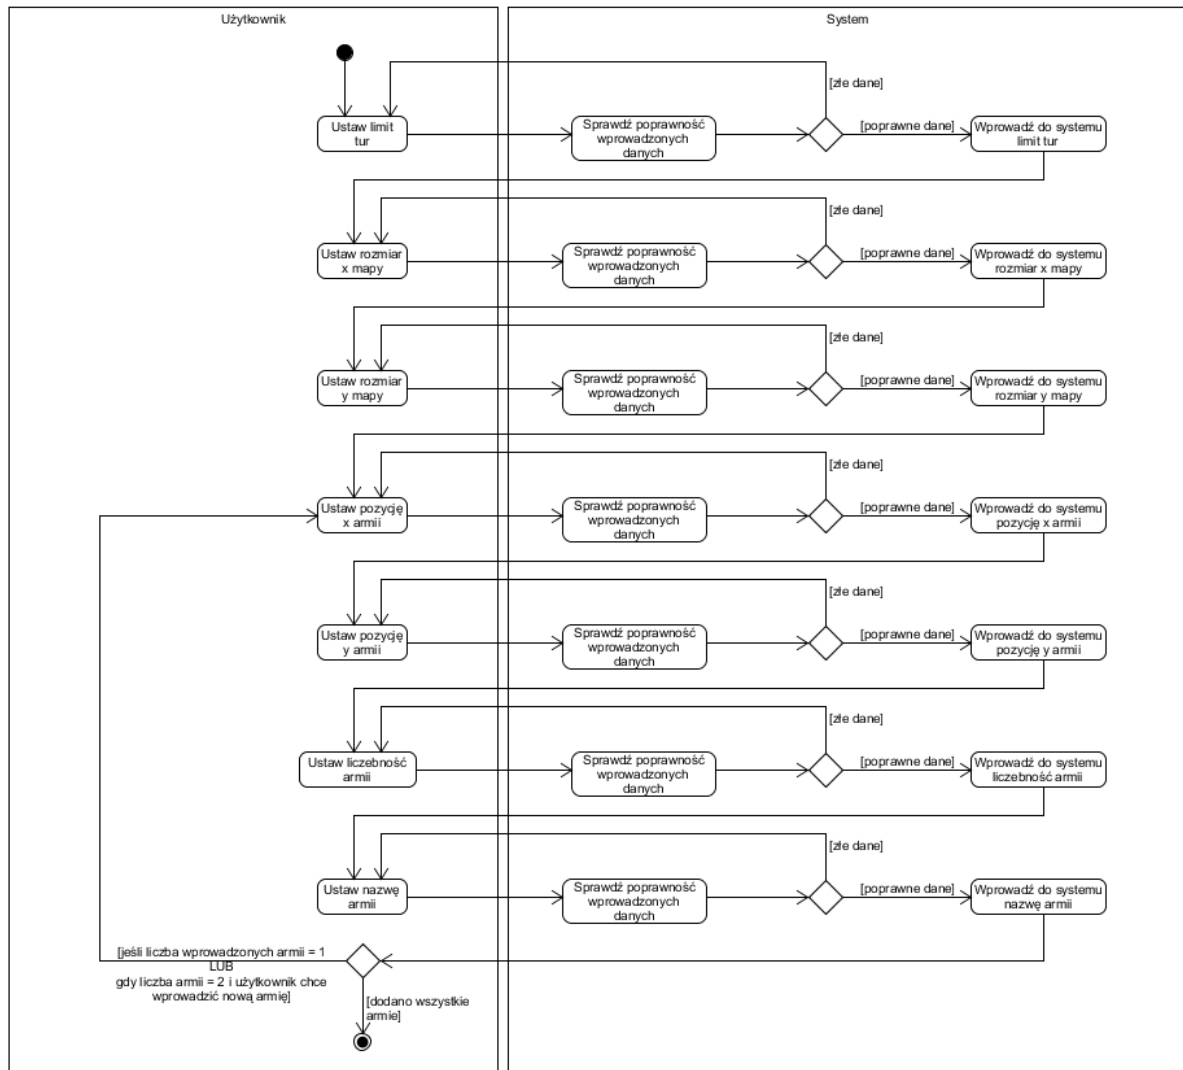 Użytkownik
System
[złe dane]
Ustaw limit
tur
Sprawdź poprawność
wprowadzonych
danych
[poprawne dane]
Wprowadź do systemu
limit tur
[złe dane]
Ustaw rozmiar
x mapy
Sprawdź poprawność
wprowadzonych
danych
[poprawne dane]
Wprowadź do systemu
rozmiar x mapy
[złe dane]
Ustaw rozmiar
y mapy
Sprawdź poprawność
wprowadzonych
danych
[poprawne dane]
Wprowadź do systemu
rozmiar y mapy
[złe dane]
Ustaw pozycję
x armii
Sprawdź poprawność
wprowadzonych
danych
[poprawne dane]
Wprowadź do systemu
pozycję x armii
[złe dane]
Ustaw pozycję
y armii
Sprawdź poprawność
wprowadzonych
danych
[poprawne dane]
Wprowadź do systemu
pozycję y armii
[złe dane]
Ustaw liczebność
armii
Sprawdź poprawność
wprowadzonych
danych
[poprawne dane]
Wprowadź do systemu
liczebność armii
[złe dane]
Ustaw nazwę
armii
Sprawdź poprawność
wprowadzonych
danych
[poprawne dane]
Wprowadź do systemu
nazwę armii
[jeśli liczba wprowadzonych armii = 1
LUB
gdy liczba armii = 2 i użytkownik chce
wprowadzić nową armię]
[dodano wszystkie
armie]